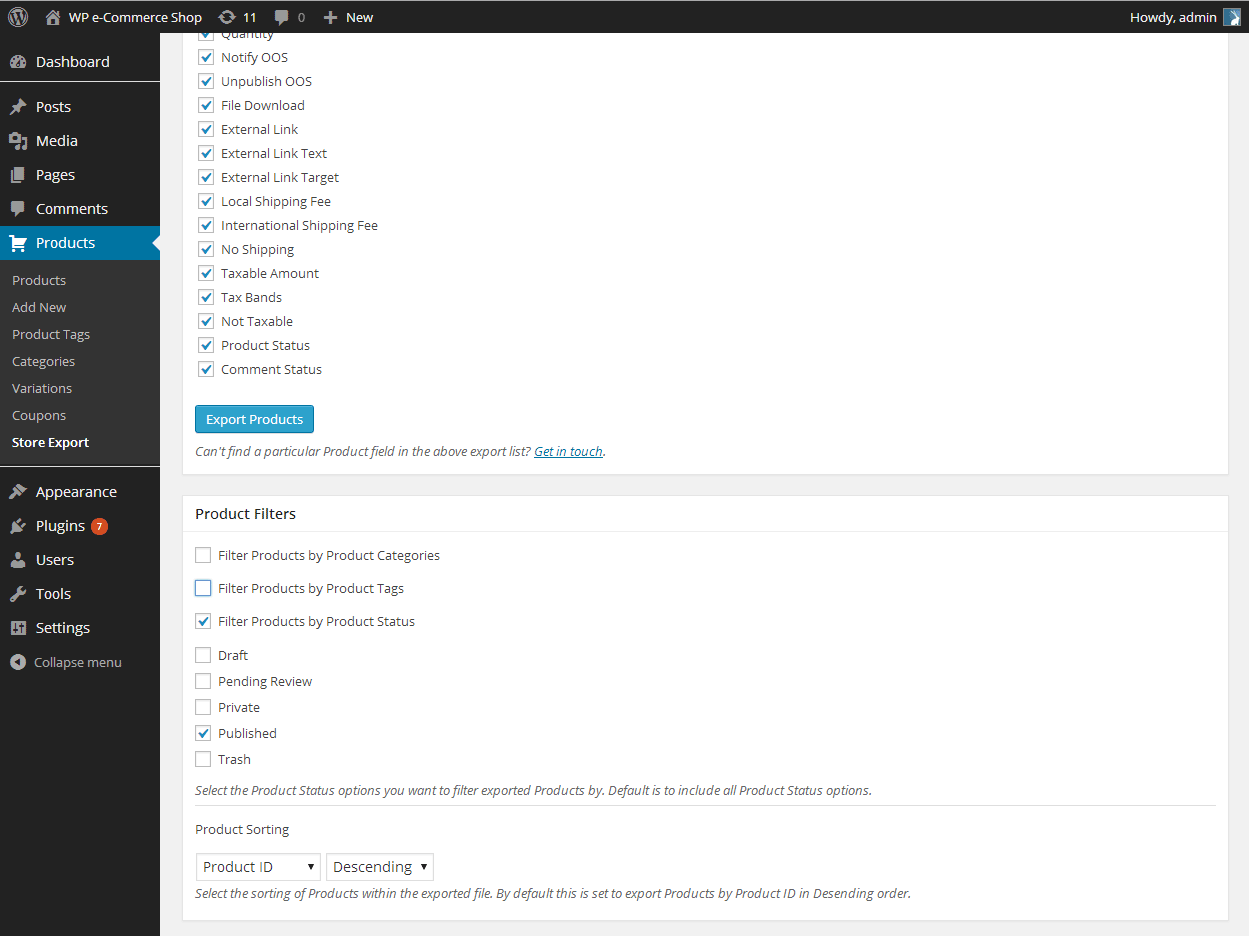 WP e-Commerce Shop 11 0 New Howdy, admin
Dashboard
Posts
Media
Pages
Comments
Products
Products
Add New
Product Tags
Categories
Variations
Coupons
Store Export
Appearance
Plugins 7
Users
Tools
Settings
Collapse menu
Quantity
Notify OOS
Unpublish OOS
File Download
External Link
External Link Text
External Link Target
Local Shipping Fee
International Shipping Fee
No Shipping
Taxable Amount
Tax Bands
Not Taxable
Product Status
Comment Status
Export Products
Can't find a particular Product field in the above export list? Get in touch.
Product Filters
Filter Products by Product Categories
Filter Products by Product Tags
Filter Products by Product Status
Draft
Pending Review
Private
Published
Trash
Select the Product Status options you want to filter exported Products by. Default is to include all Product Status options.
Product Sorting
Product ID Descending
Select the sorting of Products within the exported file. By default this is set to export Products by Product ID in Desending order.